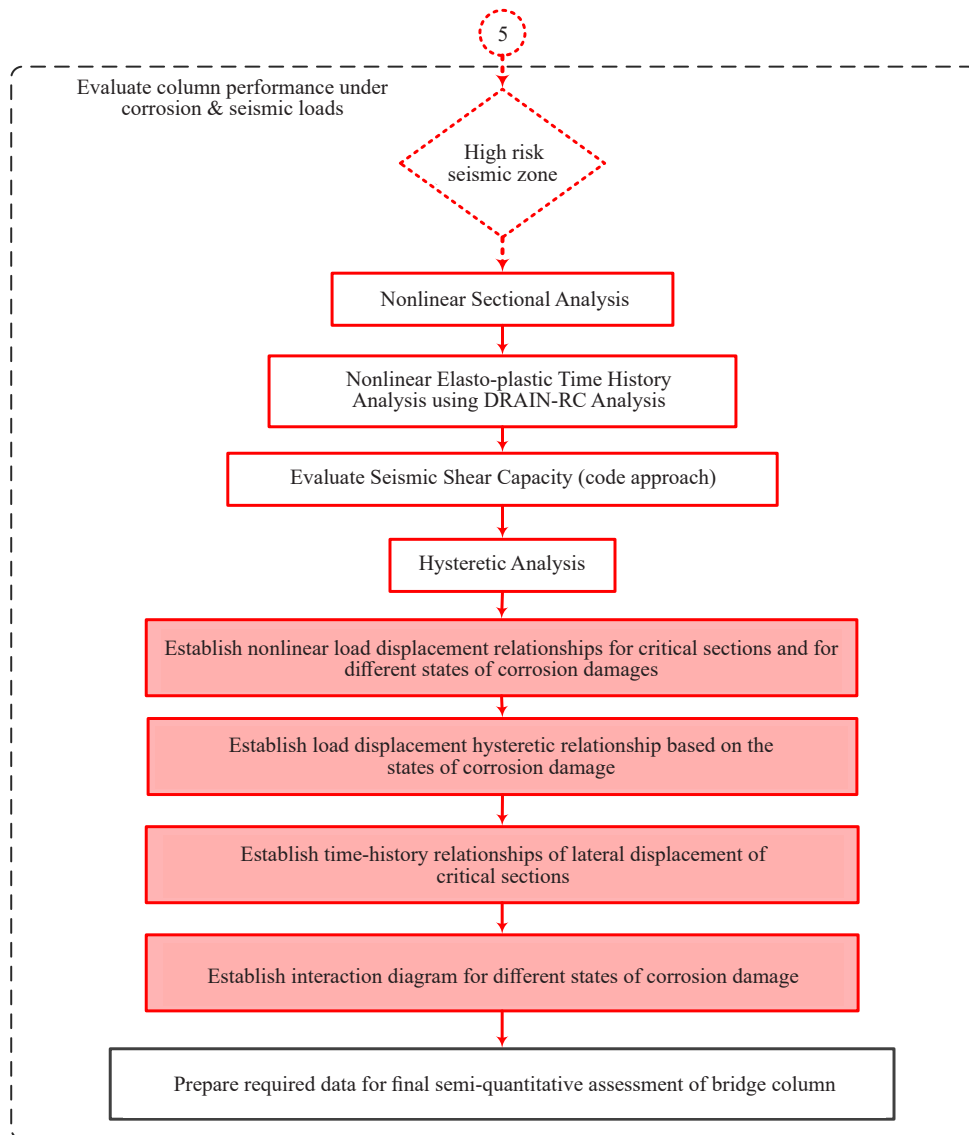 5
Evaluate column performance under
corrosion & seismic loads
High risk
seismic zone
Nonlinear Sectional Analysis
Nonlinear Elasto-plastic Time History
Analysis using DRAIN-RC Analysis
Evaluate Seismic Shear Capacity (code approach)
Hysteretic Analysis
Establish nonlinear load displacement relationships for critical sections and for
different states of corrosion damages
Establish load displacement hysteretic relationship based on the
states of corrosion damage
Establish time-history relationships of lateral displacement of
critical sections
Establish interaction diagram for different states of corrosion damage
Prepare required data for final semi-quantitative assessment of bridge column